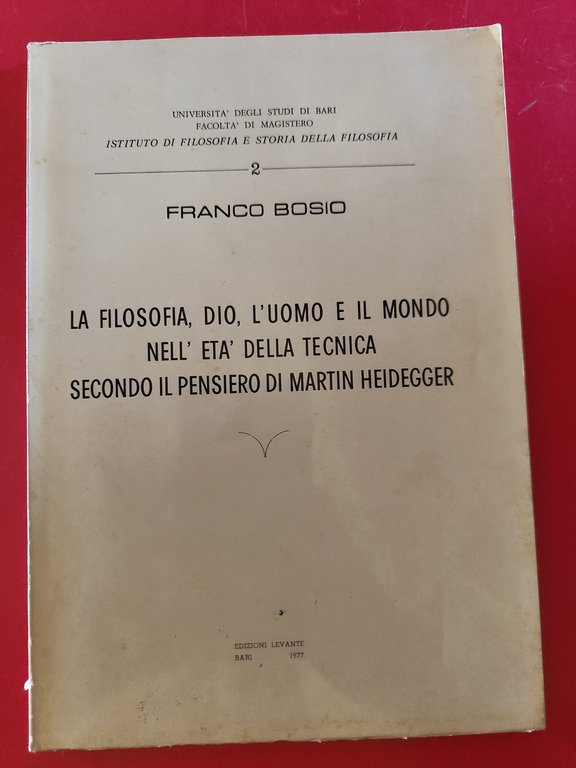 UNIVERSITA' DEGLI STUDI DI BARI
FACOLTA' DI MAGISTERO
ISTITUTO DI FILOSOFIA E STORIA DELLA FILOSOFIA
2
FRANCO BOSIO
LA FILOSOFIA, DIO, L'UOMO E IL MONDO
NELL' ETA' DELLA TECNICA
SECONDO IL PENSIERO DI MARTIN HEIDEGGER
EDIZIONI LEVANTE
BARI 1977